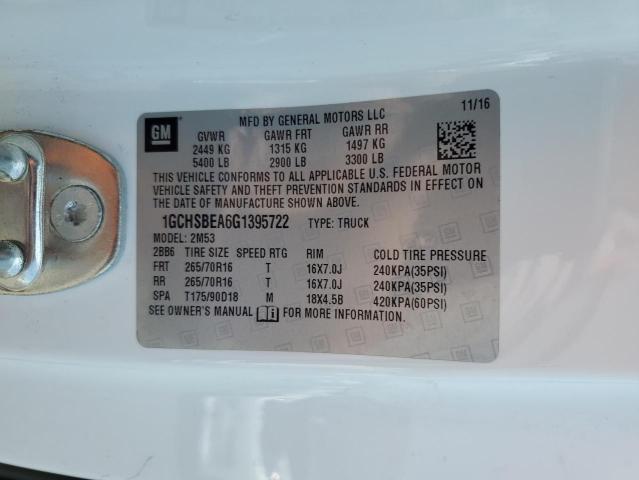 MFD BY GENERAL MOTORS LLC 11/16
GM
GVWR GAWR FRT GAWR RR
2449 KG 1315 KG 1497 KG
5400 LB 2900 LB 3300 LB
THIS VEHICLE CONFORMS TO ALL APPLICABLE U.S. FEDERAL MOTOR
VEHICLE SAFETY AND THEFT PREVENTION STANDARDS IN EFFECT ON
THE DATE OF MANUFACTURE SHOWN ABOVE.
1GCHSBEA6G1395722 TYPE: TRUCK
MODEL: 2M53
2BB6 TIRE SIZE SPEED RTG RIM COLD TIRE PRESSURE
FRT 265/70R16 T 16X7.0J 240KPA(35PSI)
RR 265/70R16 T 16X7.0J 240KPA(35PSI)
SPA T175/90D18 M 18X4.5B 420KPA(60PSI)
SEE OWNER'S MANUAL FOR MORE INFORMATION.